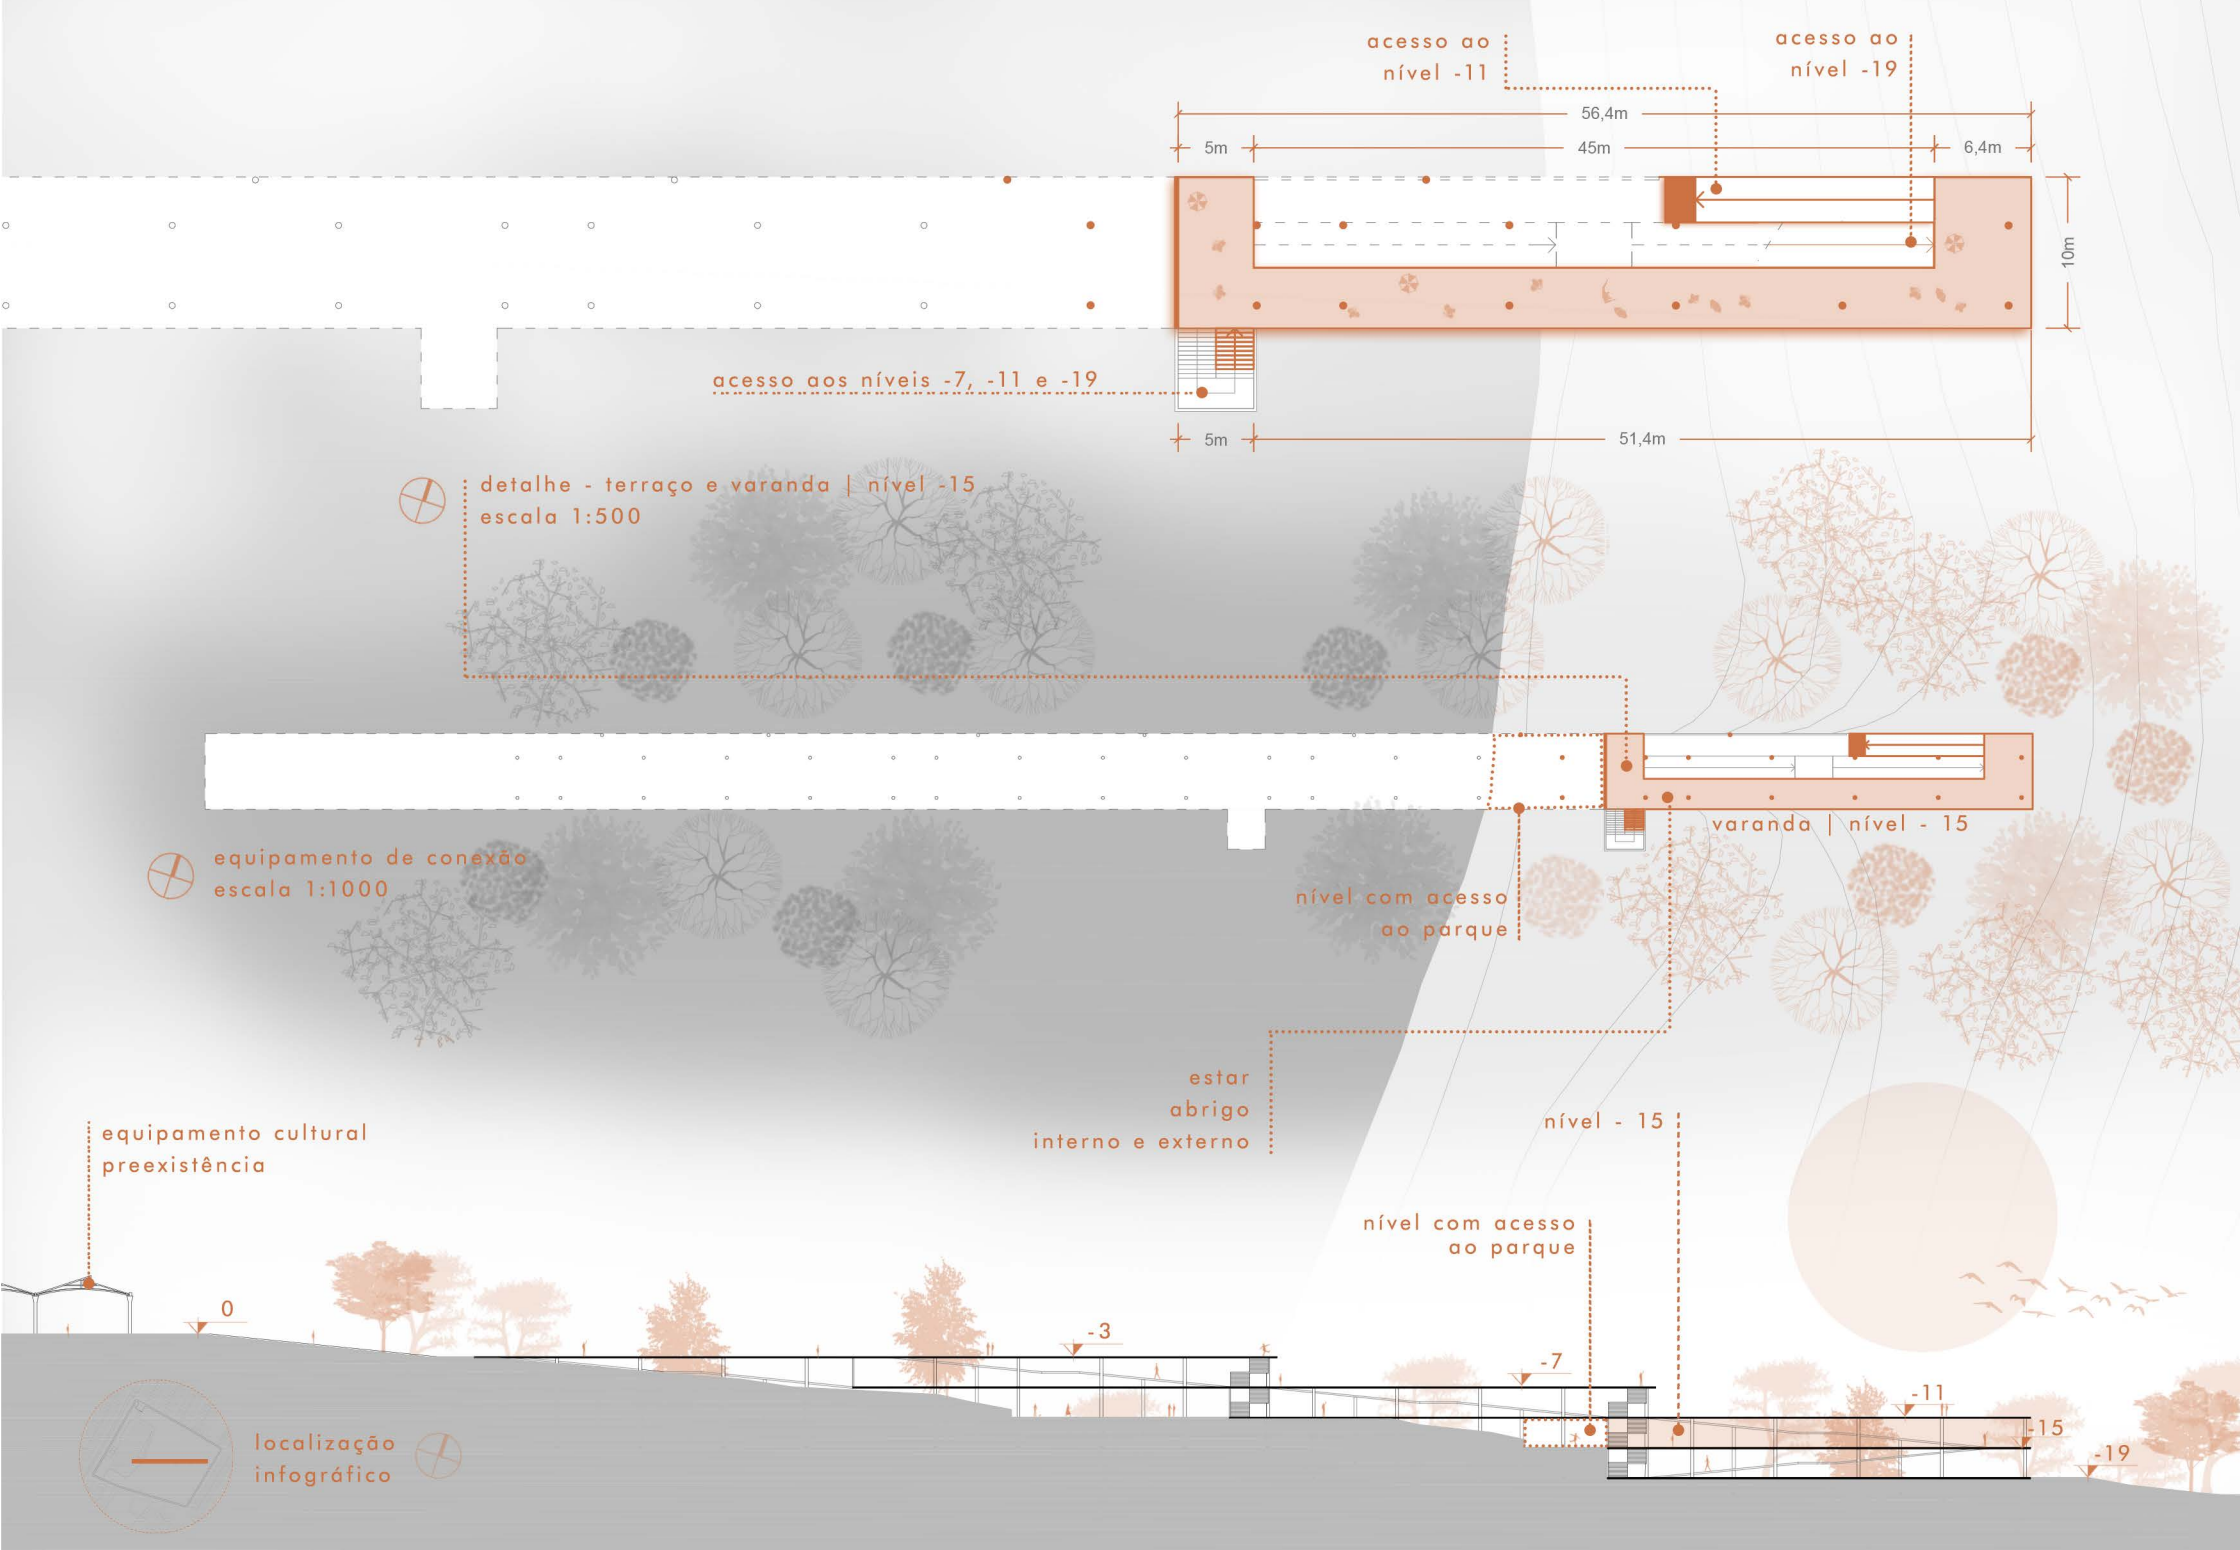 acesso ao
nível -11
acesso ao
nível -19
56,4m
5m
45m
6,4m
10m
acesso aos níveis -7, -11 e -19
5m
51,4m
detalhe - terraço e varanda | nível -15
escala 1:500
equipamento de conexão
escala 1:1000
varanda | nível - 15
nível com acesso
ao parque
estar
abrigo
interno e externo
equipamento cultural
preexistência
nível - 15
nível com acesso
ao parque
0
-3
-7
-11
-15
-19
localização
infográfico